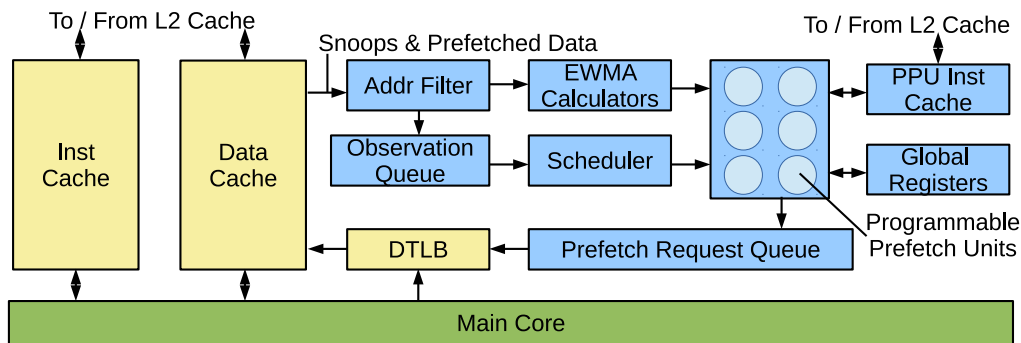 To / From L2 Cache
To / From L2 Cache
Snoops & Prefetched Data
Inst
Cache
Data
Cache
Addr Filter
EWMA
Calculators
PPU Inst
Cache
Observation
Queue
Scheduler
Global
Registers
Programmable
Prefetch Units
DTLB
Prefetch Request Queue
Main Core